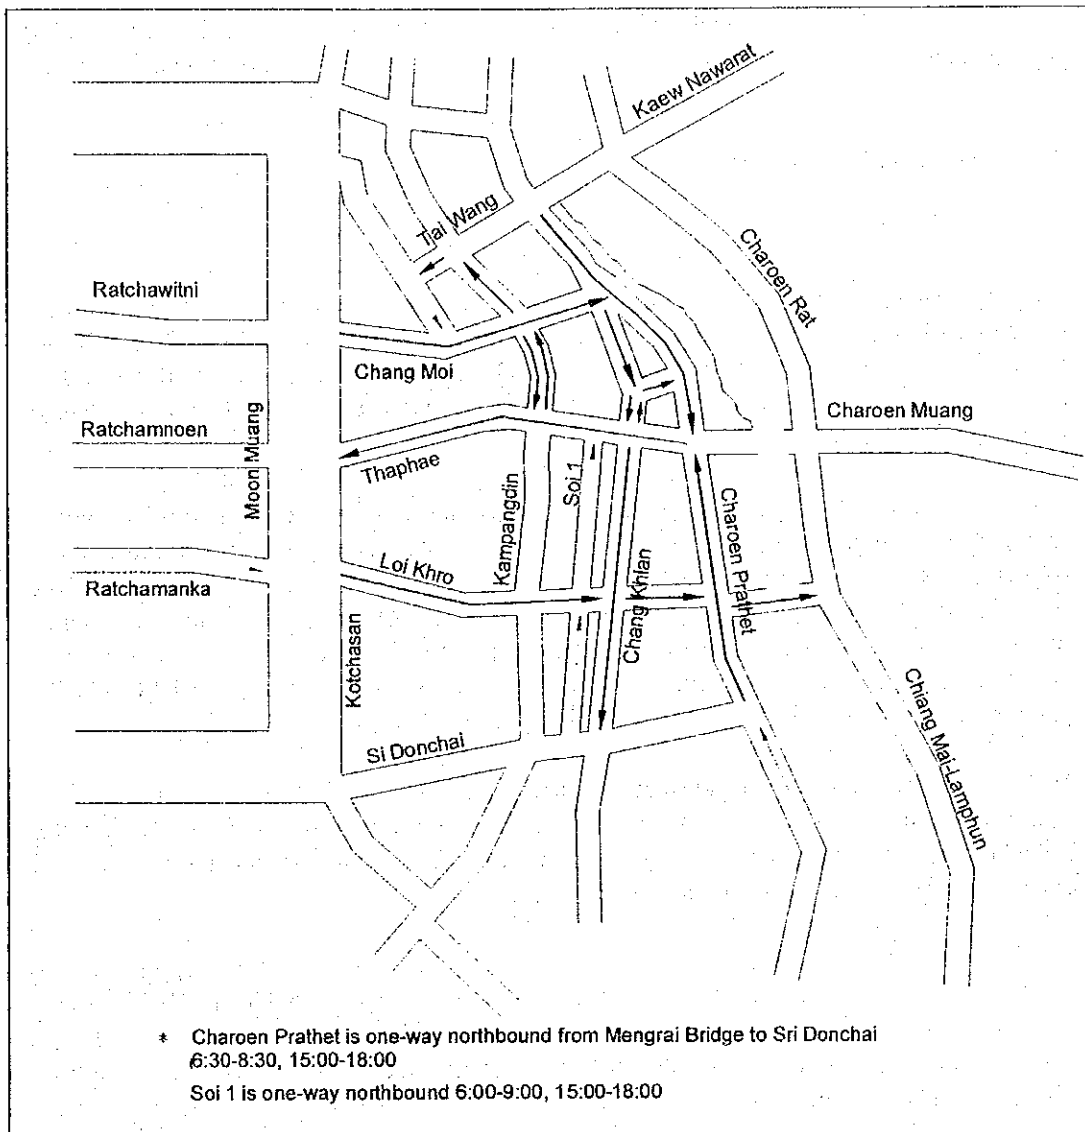 Kaew Nawarat
Tai Wang
Charoen Rat
Ratchawitni
Chang Moi
Moon Muang
Charoen Muang
Ratchamnoen
Thaphae
Soi 1
Kampangdin
Charoen Prathet
Loi Khro
Ratchamanka
Chang Khlan
Kotchasan
Chiang Mai-Lamphun
Si Donchai
* Charoen Prathet is one-way northbound from Mengrai Bridge to Sri Donchai
6:30-8:30, 15:00-18:00
Soi 1 is one-way northbound 6:00-9:00, 15:00-18:00